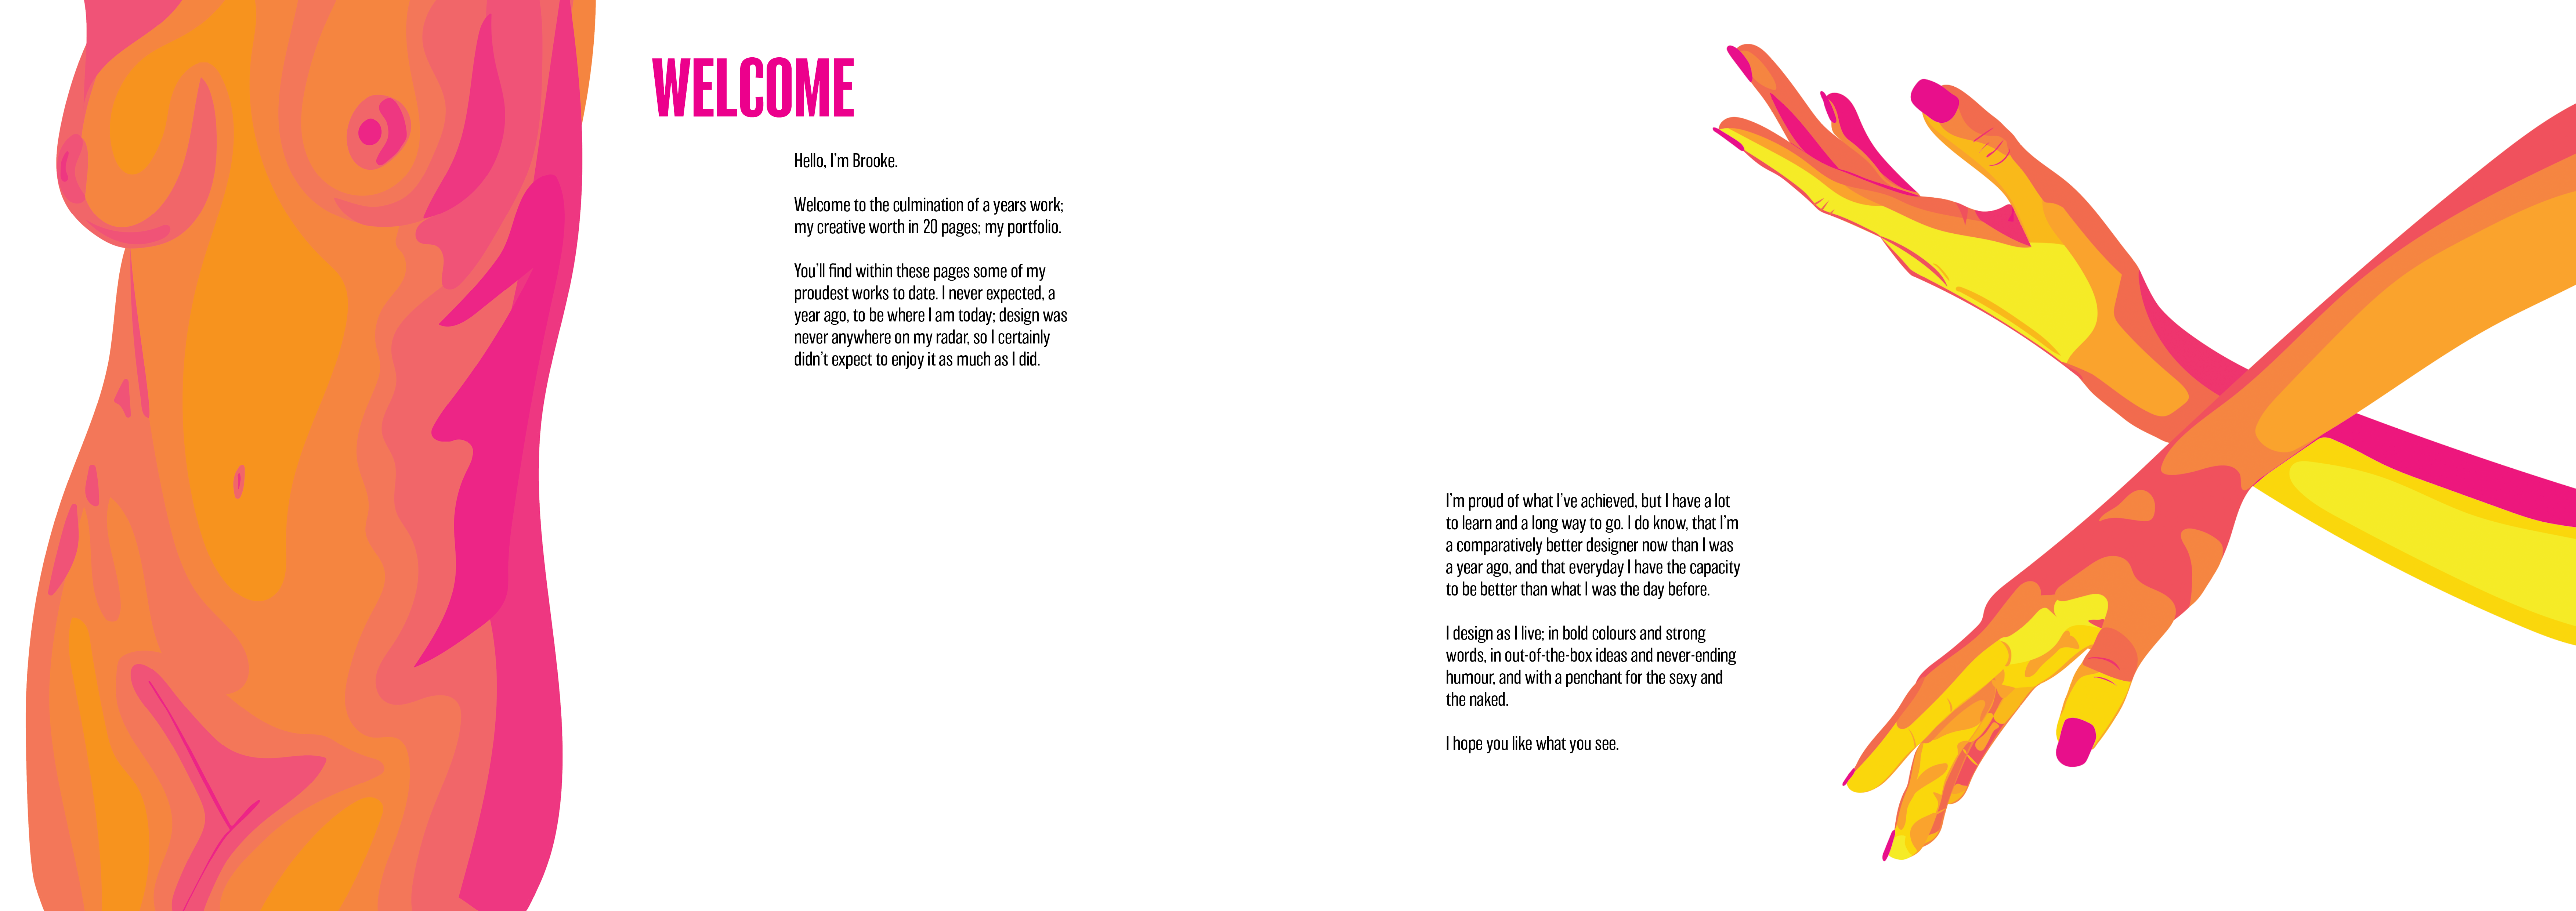 WELCOME
Hello, I'm Brooke.
Welcome to the culmination of a years work;
my creative worth in 20 pages; my portfolio.
You'll find within these pages some of my
proudest works to date. I never expected, a
year ago, to be where I am today; design was
never anywhere on my radar, so I certainly
didn't expect to enjoy it as much as I did.
I'm proud of what I've achieved, but I have a lot
to learn and a long way to go. I do know, that I'm
a comparatively better designer now than I was
a year ago, and that everyday I have the capacity
to be better than what I was the day before.
I design as I live; in bold colours and strong
words, in out-of-the-box ideas and never-ending
humour, and with a penchant for the sexy and
the naked.
I hope you like what you see.